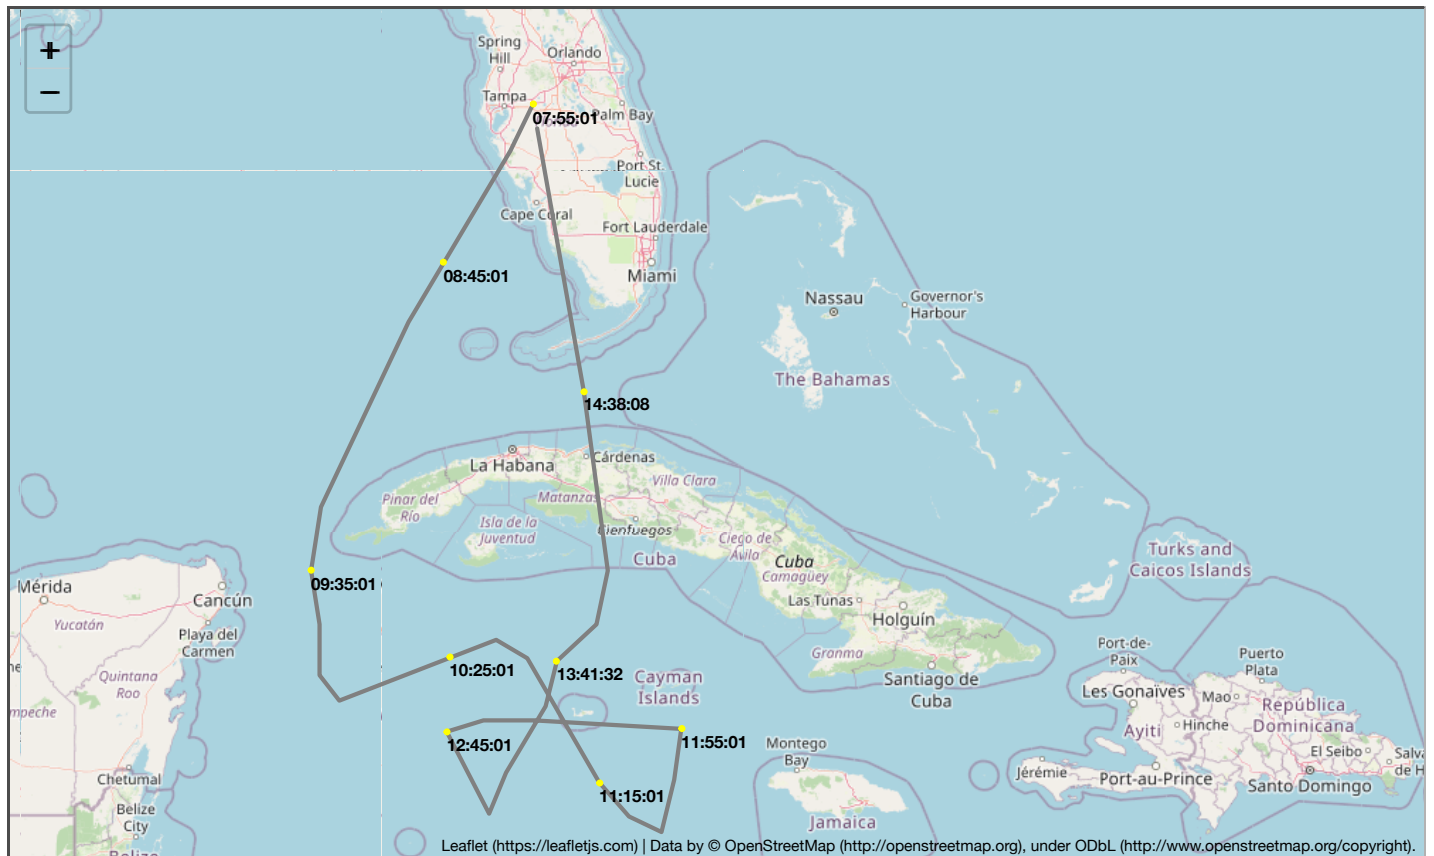 +
−
Spring
Hill
Orlando
Tampa
07:55:01
Palm Bay
Port St.
Lucie
Cape Coral
Fort Lauderdale
08:45:01
Miami
Nassau
Governor's
Harbour
The Bahamas
14:38:08
La Habana
Cárdenas
Villa Clara
Pinar del
Río
Matanzas
Isla de la
Juventud
Cienfuegos
Ciego de
Ávila
Cuba
Cuba
Camagüey
Turks and
Caicos Islands
09:35:01
Mérida
Cancún
Las Tunas
Holguín
Yucatán
Playa del
Carmen
Granma
Port-de-
Paix
Puerto
Plata
10:25:01
13:41:32
Cayman
Islands
Santiago de
Cuba
Quintana
Roo
mpeche
Les Gonaïves
Mao
República
Dominicana
Ayiti
Hinche
12:45:01
11:55:01
Montego
Bay
El Seibo
Salva
de H
Chetumal
Jérémie
Port-au-Prince
Santo Domingo
11:15:01
Belize
City
Jamaica
Belize
Leaflet (https://leafletjs.com) | Data by © OpenStreetMap (http://openstreetmap.org), under ODbL (http://www.openstreetmap.org/copyright).